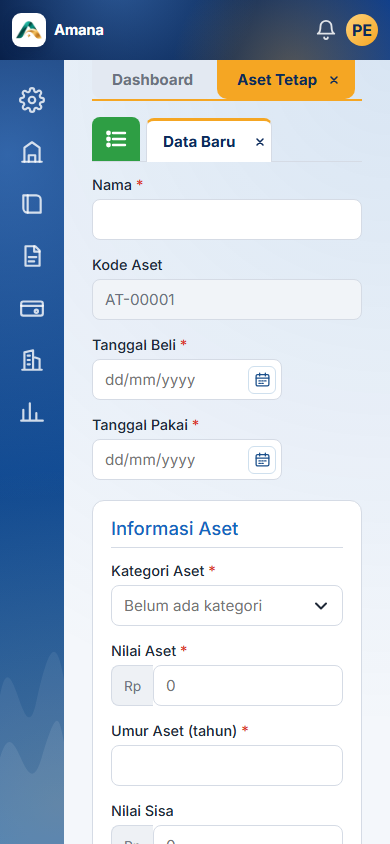 Amana
PE
Dashboard
Aset Tetap ×
Data Baru ×
Nama *
Kode Aset
AT-00001
Tanggal Beli *
dd/mm/yyyy
Tanggal Pakai *
dd/mm/yyyy
Informasi Aset
Kategori Aset *
Belum ada kategori
Nilai Aset *
Rp 0
Umur Aset (tahun) *
Nilai Sisa
Rp 0